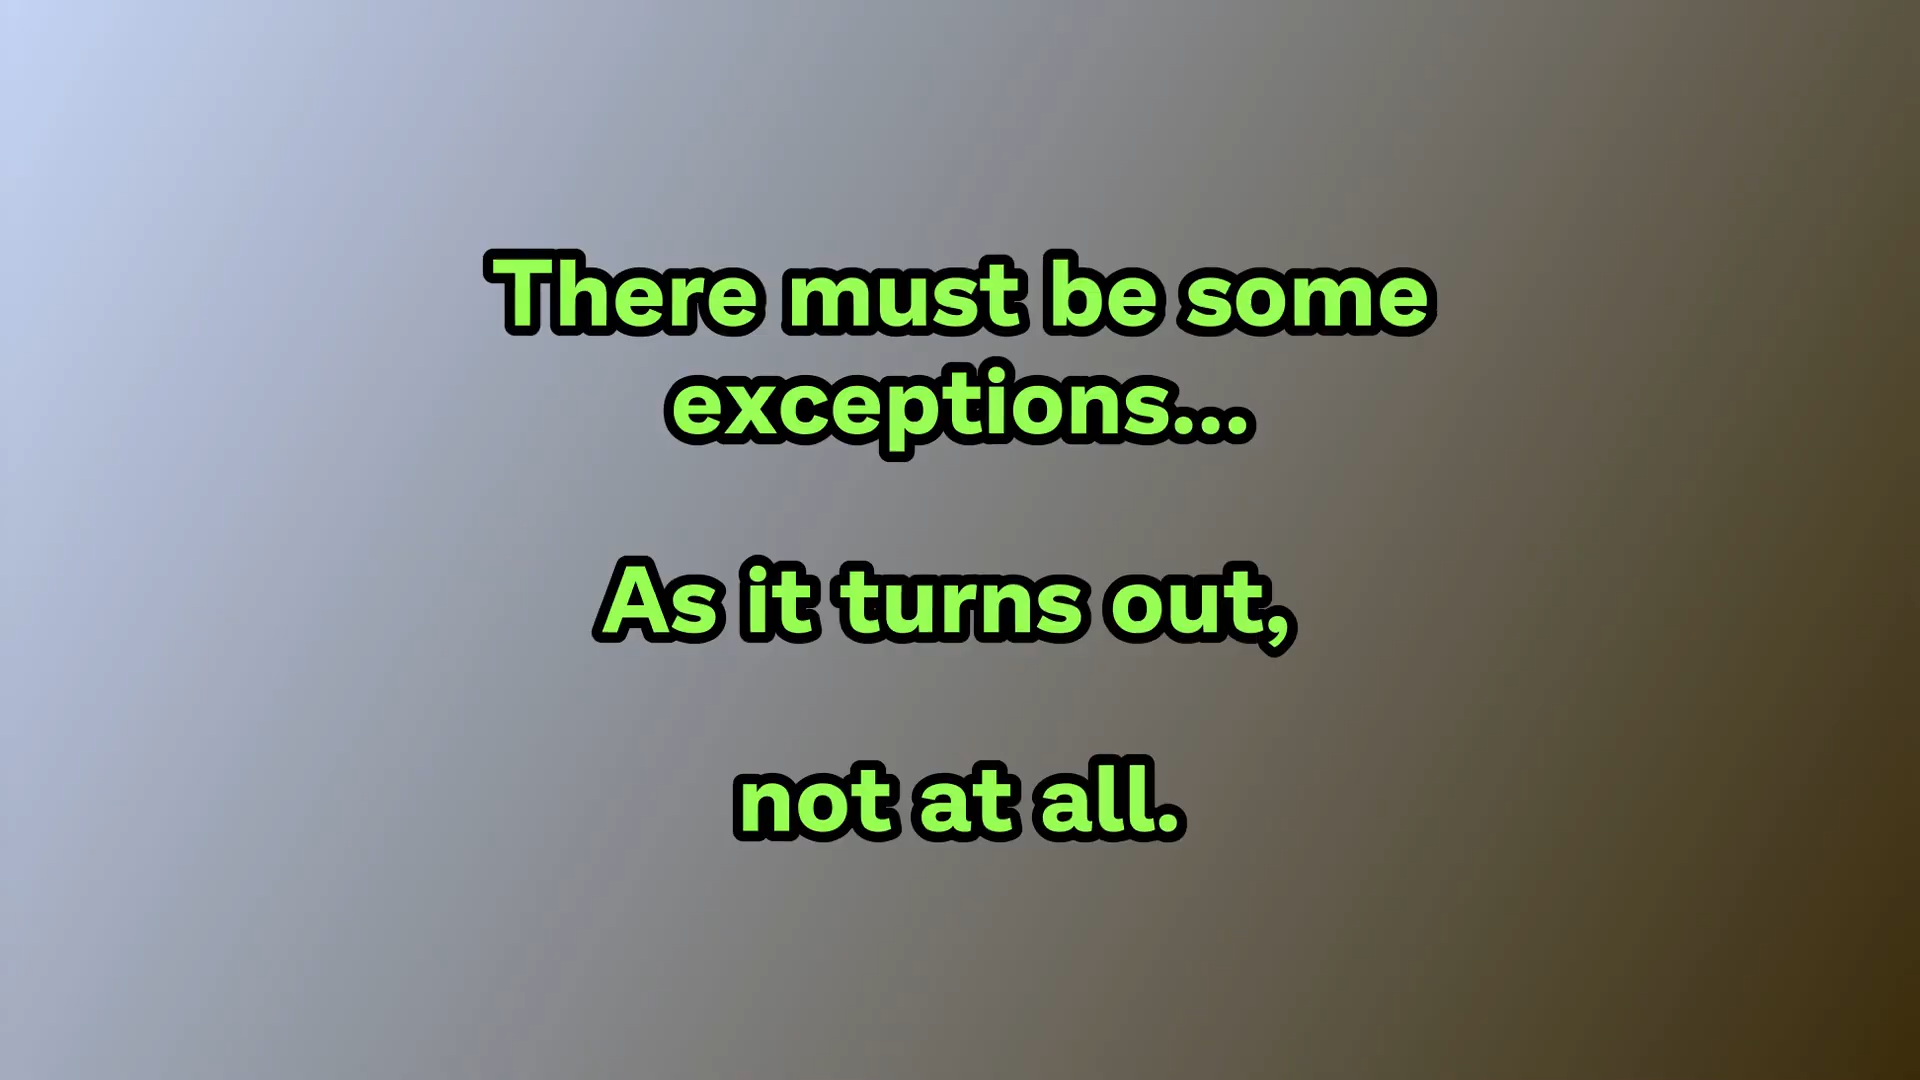 There must be some
exceptions...
As it turns out,
not at all.